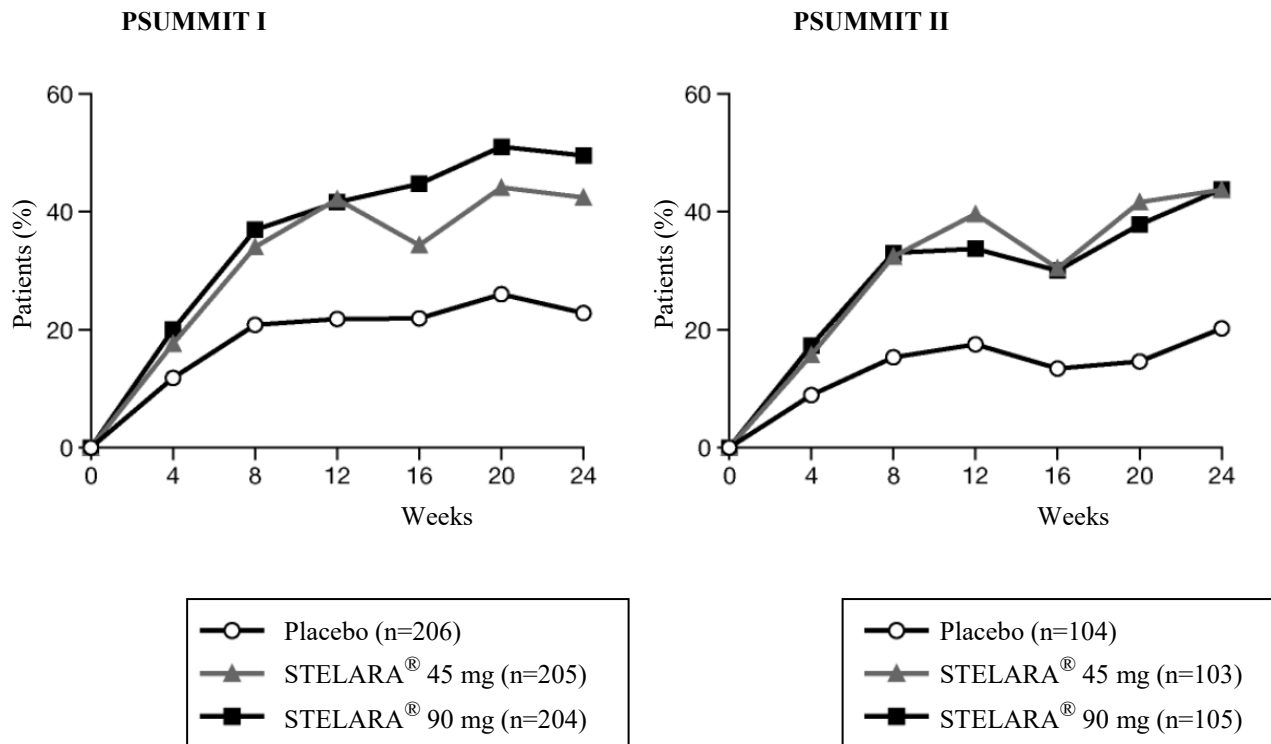 PSUMMIT I
60
40
20
0
Patients (%)
0 4 8 12 16 20 24
Weeks
Placebo (n=206)
STELARA® 45 mg (n=205)
STELARA® 90 mg (n=204)
PSUMMIT II
60
40
20
0
Patients (%)
0 4 8 12 16 20 24
Weeks
Placebo (n=104)
STELARA® 45 mg (n=103)
STELARA® 90 mg (n=105)